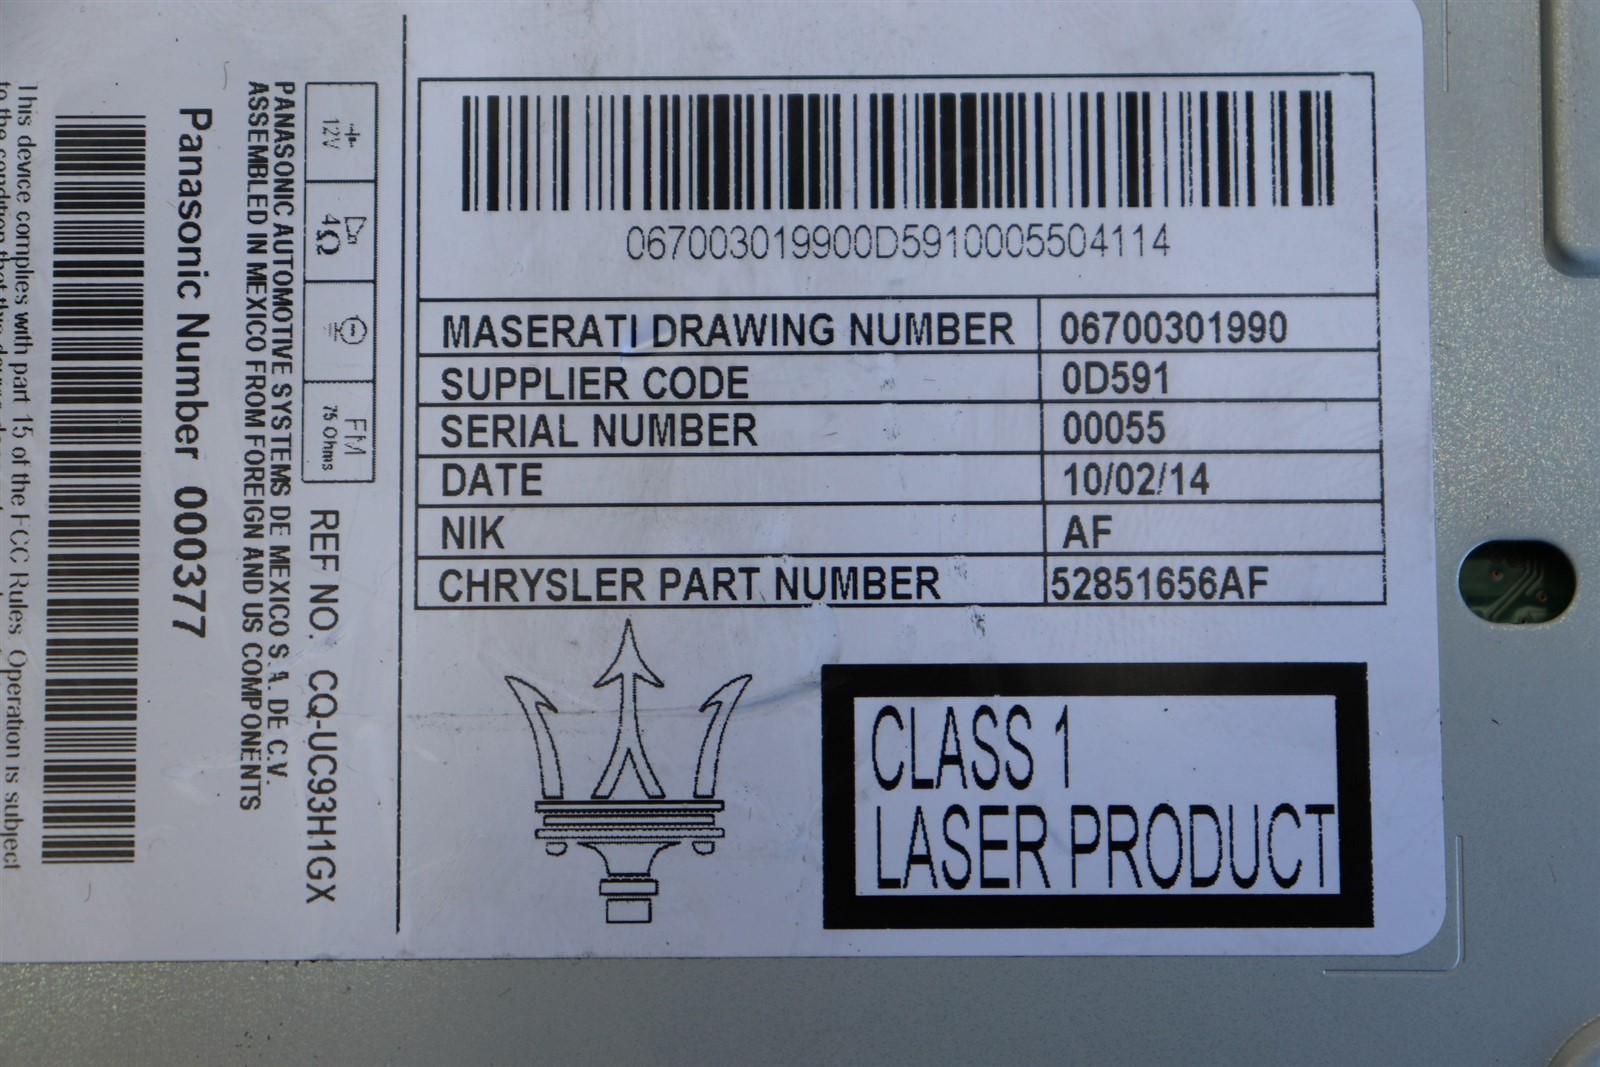 067003019900D5910005504114
MASERATI DRAWING NUMBER 06700301990
SUPPLIER CODE 0D591
SERIAL NUMBER 00055
DATE 10/02/14
NIK AF
CHRYSLER PART NUMBER 52851656AF
CLASS 1
LASER PRODUCT
12V
4Ω
FM
75 Ohms
REF NO. CQ-UC93H1GX
PANASONIC AUTOMOTIVE SYSTEMS DE MEXICO S.A. DE C.V.
ASSEMBLED IN MEXICO FROM FOREIGN AND US COMPONENTS
Panasonic Number 000377
This device complies with part 15 of the FCC Rules. Operation is subject